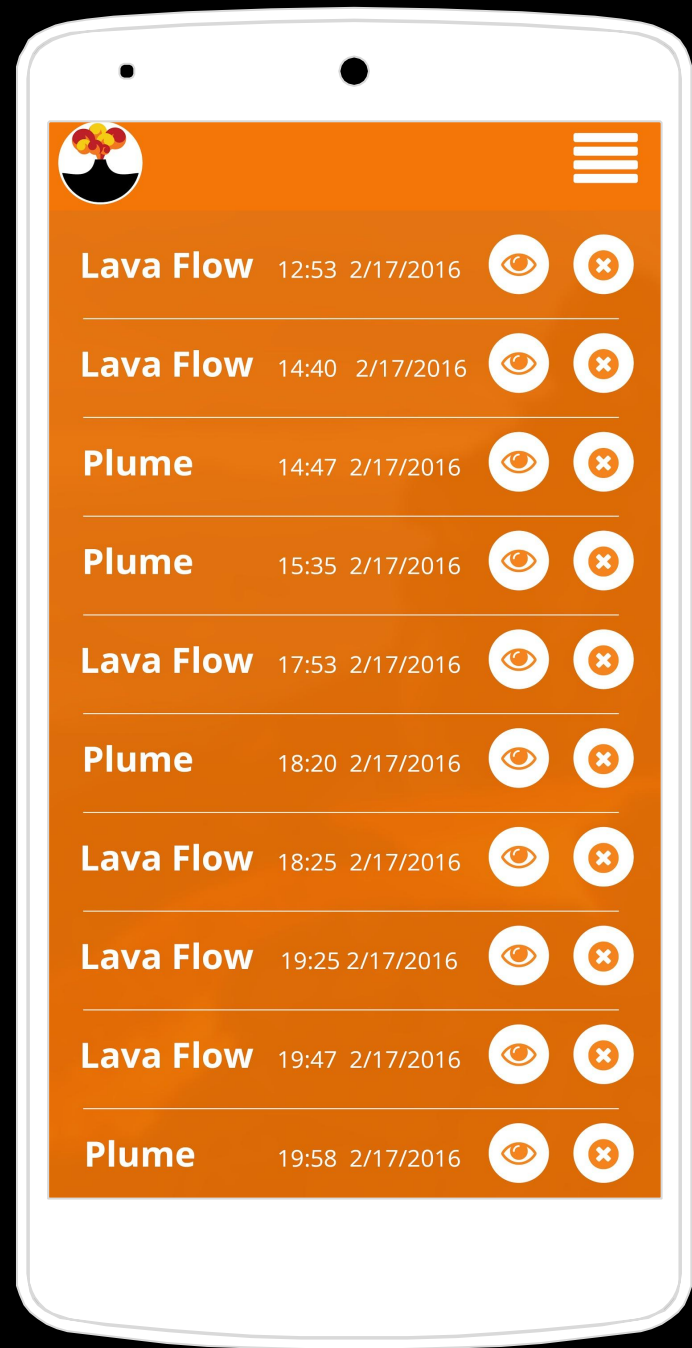 Lava Flow 12:53 2/17/2016
Lava Flow 14:40 2/17/2016
Plume 14:47 2/17/2016
Plume 15:35 2/17/2016
Lava Flow 17:53 2/17/2016
Plume 18:20 2/17/2016
Lava Flow 18:25 2/17/2016
Lava Flow 19:25 2/17/2016
Lava Flow 19:47 2/17/2016
Plume 19:58 2/17/2016